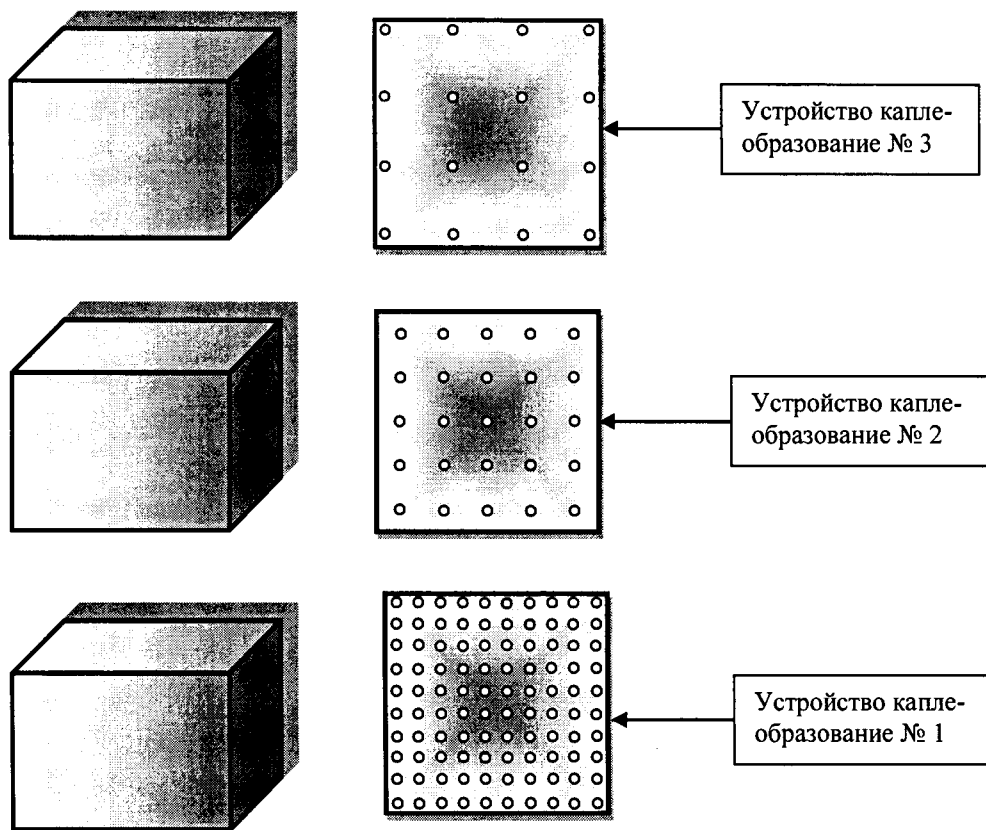 Устройство капле-
образование № 3
Устройство капле-
образование № 2
Устройство капле-
образование № 1